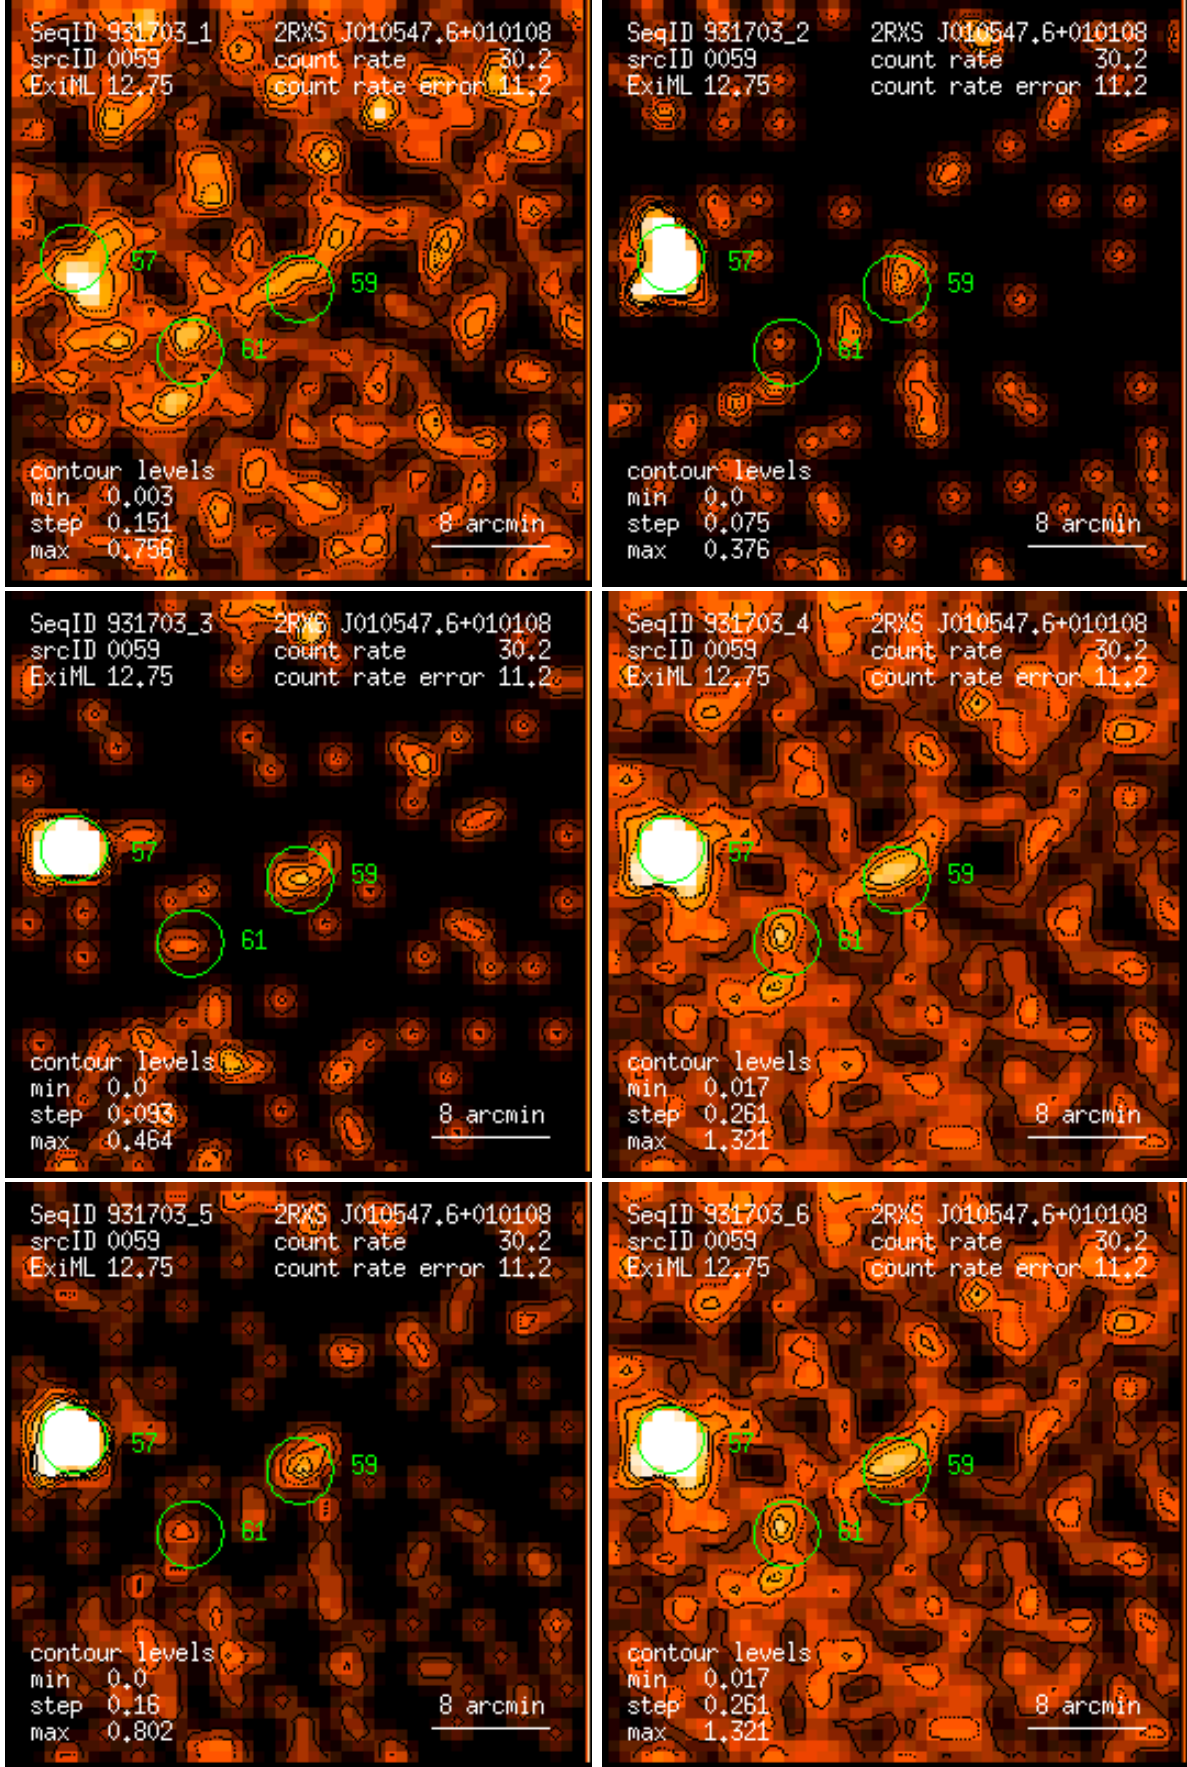 SeqID 931703_1 2RXS J010547.6+010108
srcID 0059 count rate 30.2
ExiML 12.75 count rate error 11.2
57
59
61
contour levels
min 0.003
step 0.151 8 arcmin
max 0.756
SeqID 931703_2 2RXS J010547.6+010108
srcID 0059 count rate 30.2
ExiML 12.75 count rate error 11.2
57
59
61
contour levels
min 0.0
step 0.075 8 arcmin
max 0.376
SeqID 931703_3 2RXS J010547.6+010108
srcID 0059 count rate 30.2
ExiML 12.75 count rate error 11.2
57
59
61
contour levels
min 0.0
step 0.093 8 arcmin
max 0.464
SeqID 931703_4 2RXS J010547.6+010108
srcID 0059 count rate 30.2
ExiML 12.75 count rate error 11.2
57
59
61
contour levels
min 0.017
step 0.261 8 arcmin
max 1.321
SeqID 931703_5 2RXS J010547.6+010108
srcID 0059 count rate 30.2
ExiML 12.75 count rate error 11.2
57
59
61
contour levels
min 0.0
step 0.16 8 arcmin
max 0.802
SeqID 931703_6 2RXS J010547.6+010108
srcID 0059 count rate 30.2
ExiML 12.75 count rate error 11.2
57
59
61
contour levels
min 0.017
step 0.261 8 arcmin
max 1.321